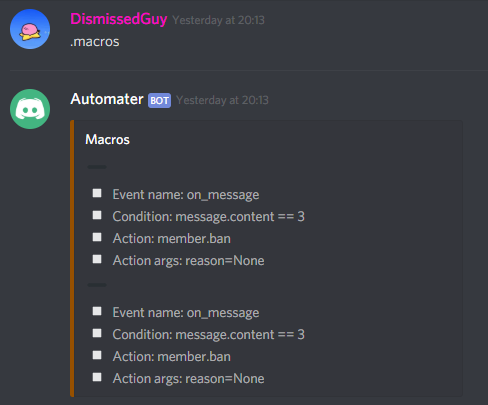 DismissedGuy Yesterday at 20:13
.macros
Automater BOT Yesterday at 20:13
Macros
Event name: on_message
Condition: message.content == 3
Action: member.ban
Action args: reason=None
Event name: on_message
Condition: message.content == 3
Action: member.ban
Action args: reason=None